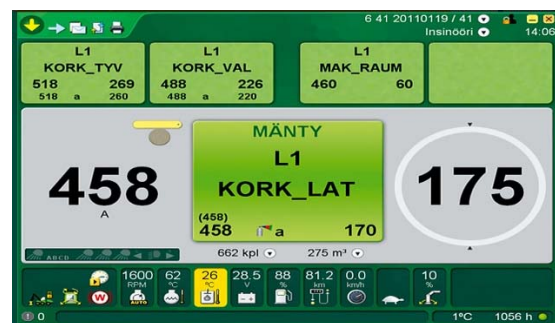 6 41 20110119 / 41
Insinööri 14:06
L1 L1 L1
KORK_TYV KORK_VAL MAK_RAUM
518 269 488 226 460 60
518 a 260 488 a 220
MÄNTY
L1
KORK_LAT
458 175
A
(458)
458 a 170
662 kpl 275 m³
ABCD
1600 62 26 28.5 88 81.2 0.0 10
RPM °C °C V % km km/h %
W AUTO
0 1°C 1056 h